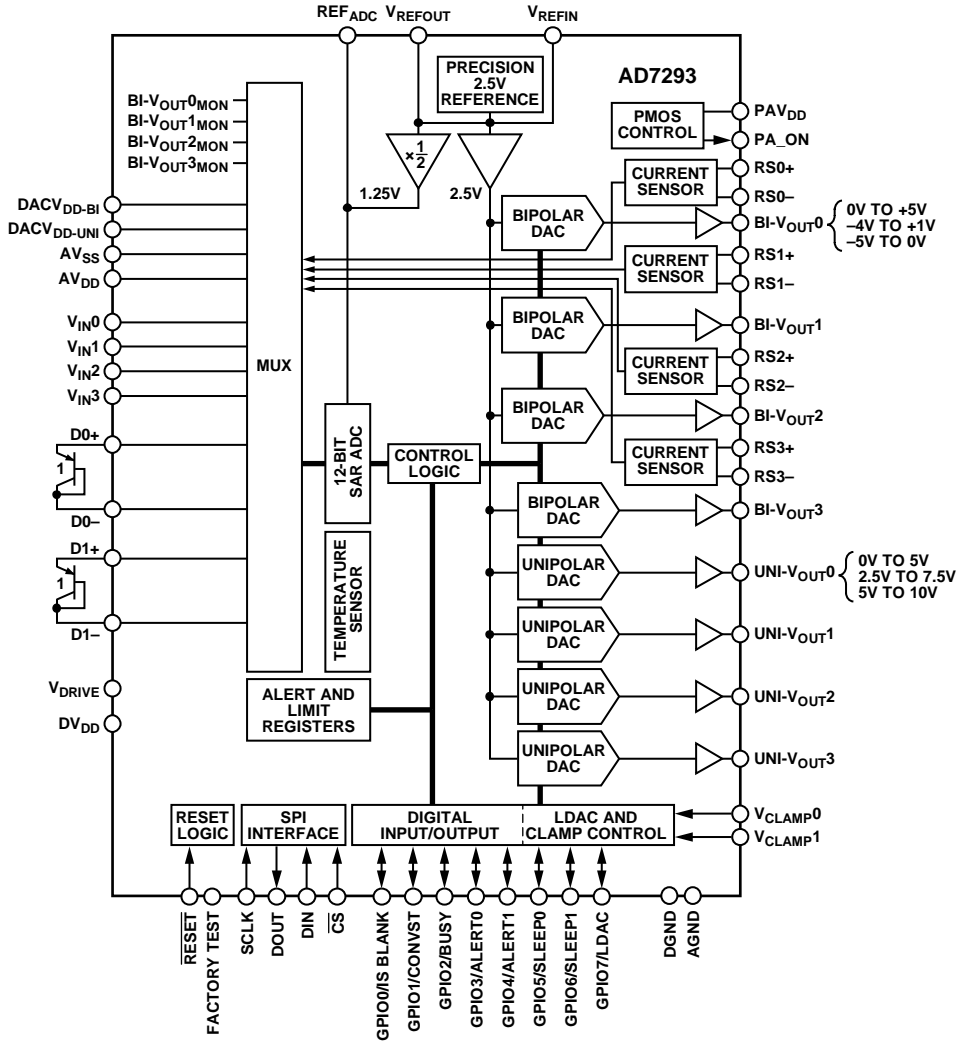 REFADC VREFOUT VREFIN
PRECISION
2.5V
REFERENCE
AD7293
BI-VOUT0MON
BI-VOUT1MON
BI-VOUT2MON
BI-VOUT3MON
×1/2
1.25V
2.5V
PMOS
CONTROL
PAVDD
PA_ON
DACVDD-BI
DACVDD-UNI
AVSS
AVDD
VIN0
VIN1
VIN2
VIN3
D0+
1
D0–
D1+
1
D1–
VDRIVE
DVDD
MUX
12-BIT
SAR ADC
TEMPERATURE
SENSOR
CONTROL
LOGIC
ALERT AND
LIMIT
REGISTERS
BIPOLAR
DAC
BIPOLAR
DAC
BIPOLAR
DAC
BIPOLAR
DAC
UNIPOLAR
DAC
UNIPOLAR
DAC
UNIPOLAR
DAC
UNIPOLAR
DAC
CURRENT
SENSOR
CURRENT
SENSOR
CURRENT
SENSOR
CURRENT
SENSOR
RS0+
RS0–
BI-VOUT0
0V TO +5V
–4V TO +1V
–5V TO 0V
RS1+
RS1–
BI-VOUT1
RS2+
RS2–
BI-VOUT2
RS3+
RS3–
BI-VOUT3
UNI-VOUT0
0V TO 5V
2.5V TO 7.5V
5V TO 10V
UNI-VOUT1
UNI-VOUT2
UNI-VOUT3
RESET
LOGIC
SPI
INTERFACE
DIGITAL
INPUT/OUTPUT
LDAC AND
CLAMP CONTROL
VCLAMP0
VCLAMP1
RESET
FACTORY TEST
SCLK
DOUT
DIN
CS
GPIO0/IS BLANK
GPIO1/CONVST
GPIO2/BUSY
GPIO3/ALERT0
GPIO4/ALERT1
GPIO5/SLEEP0
GPIO6/SLEEP1
GPIO7/LDAC
DGND
AGND